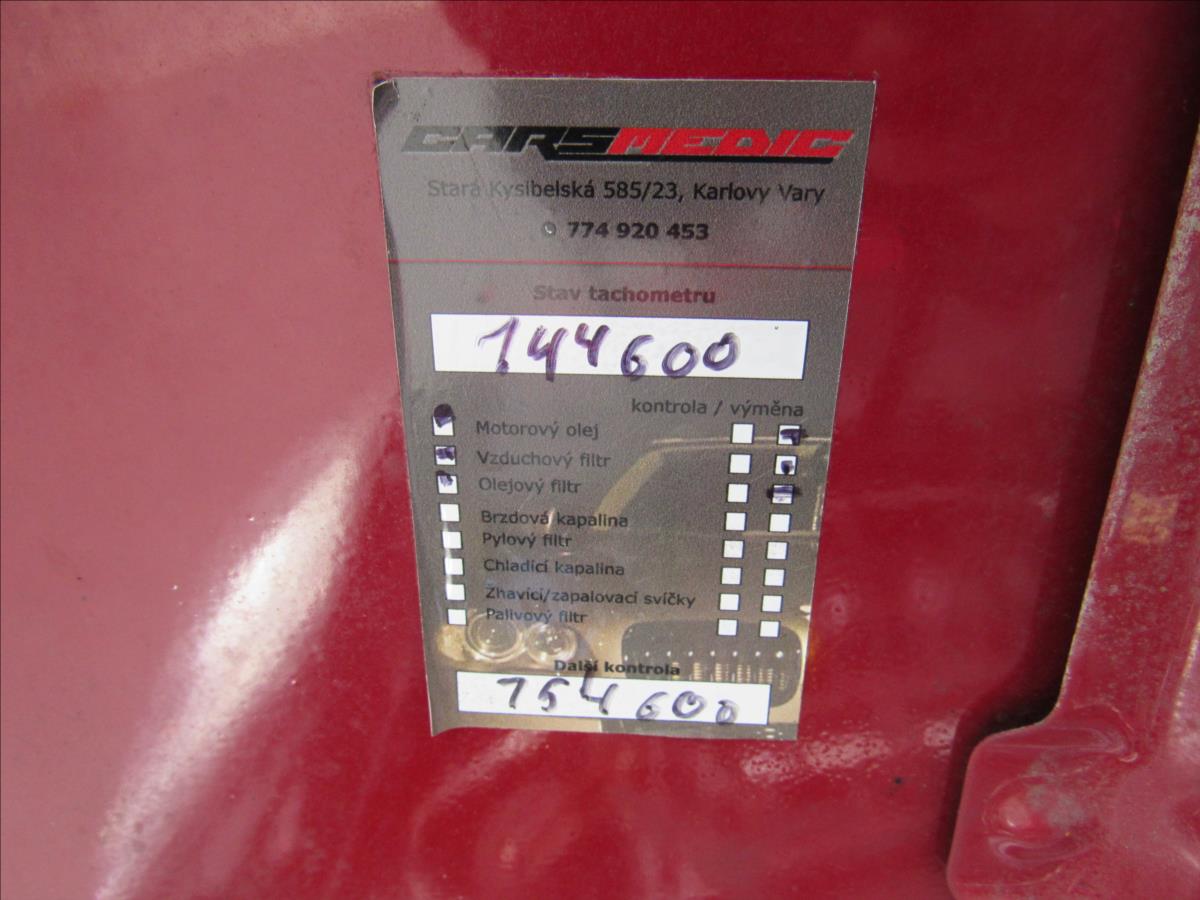 CARSMEDIC
Stará Kysibelská 585/23, Karlovy Vary
774 920 453
Stav tachometru
144600
kontrola / výměna
Motorový olej
Vzduchový filtr
Olejový filtr
Brzdová kapalina
Pylový filtr
Chladící kapalina
Žhavící/zapalovací svíčky
Palivový filtr
Další kontrola
154600